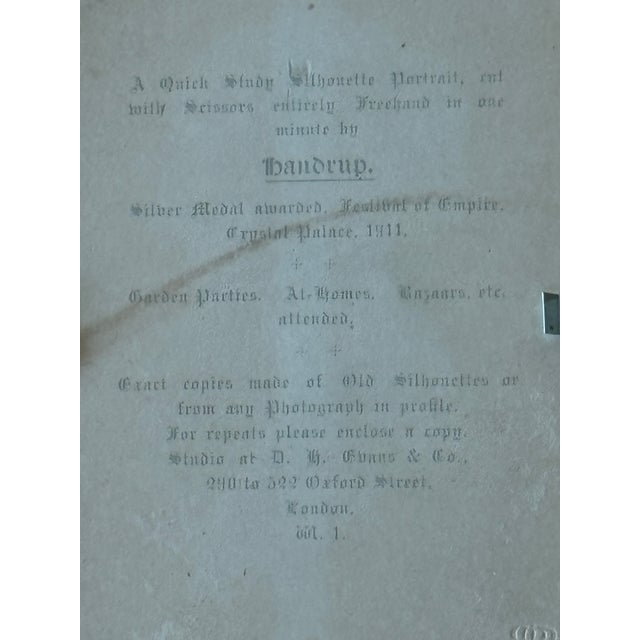 A Quick Study Silhouette Portrait, cut
with Scissors entirely Freehand in one
minute by
Handrup.
Silver Medal awarded, Festival of Empire,
Crystal Palace, 1911.
Garden Parties, At-Homes, Bazaars, etc.
attended.
Exact copies made of Old Silhouettes or
from any Photograph in profile.
For repeats please enclose a copy.
Studio at D. H. Evans & Co.,
290 to 322 Oxford Street,
London,
W. 1.